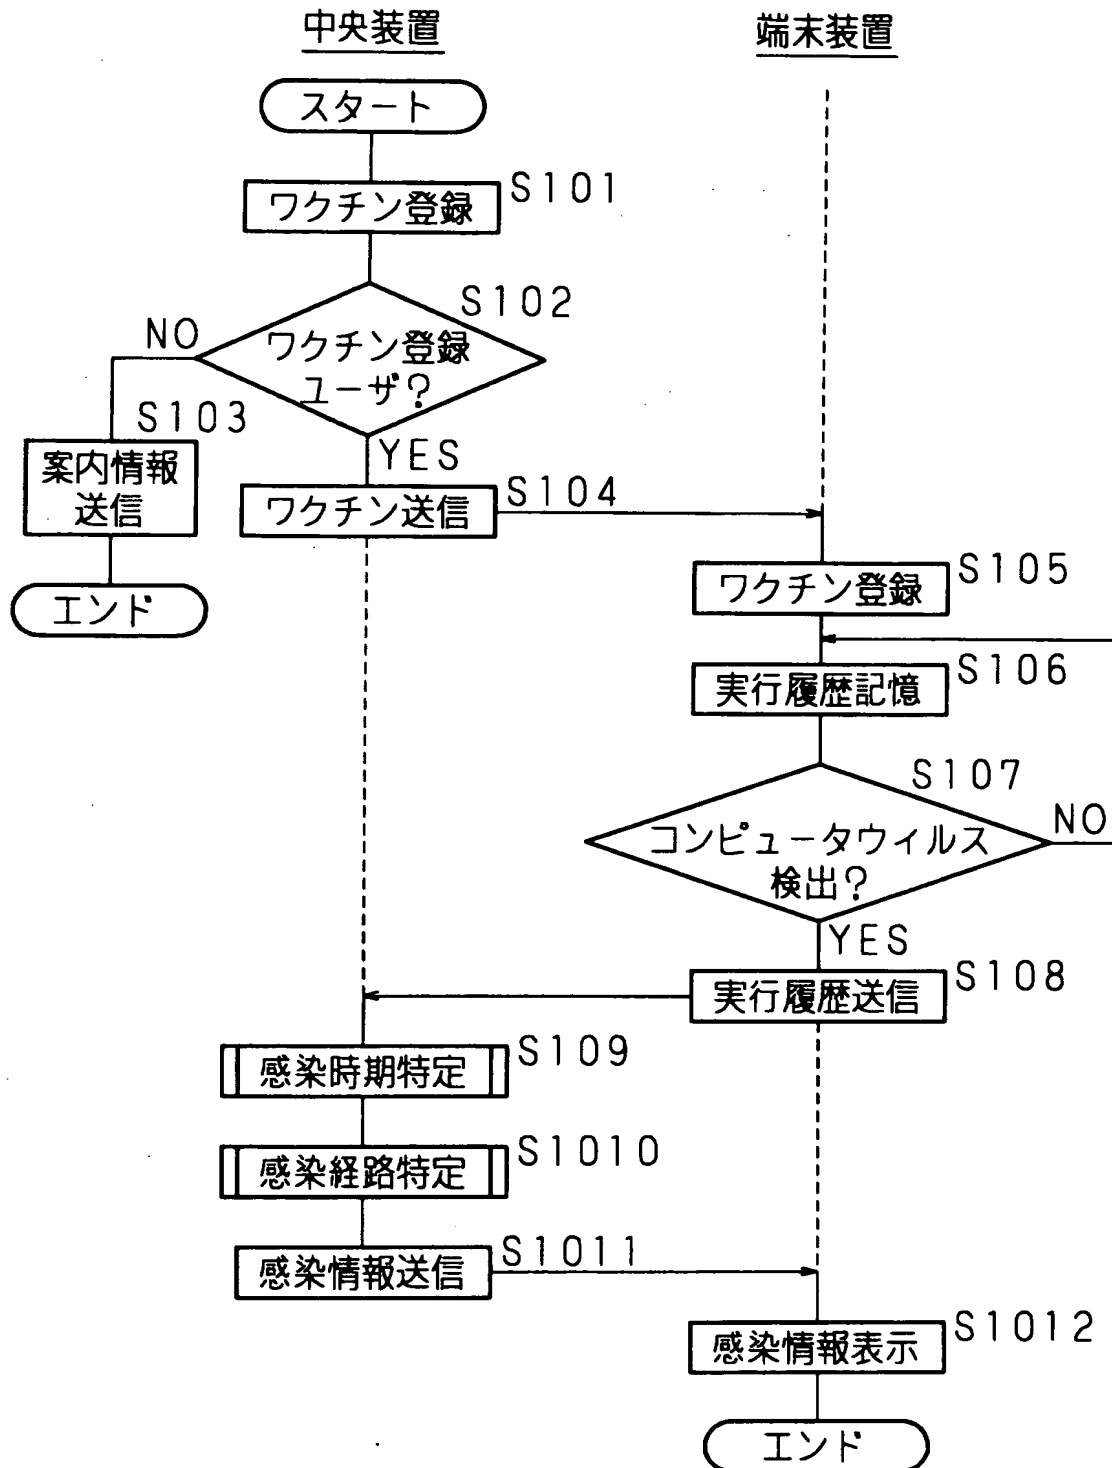 中央装置
端末装置
スタート
S101
ワクチン登録
S102
NO
ワクチン登録
ユーザ?
S103
YES
案内情報
送信
S104
ワクチン送信
エンド
S105
ワクチン登録
S106
実行履歴記憶
S107
NO
コンピュータウィルス
検出?
YES
S108
実行履歴送信
S109
感染時期特定
S1010
感染経路特定
S1011
感染情報送信
S1012
感染情報表示
エンド